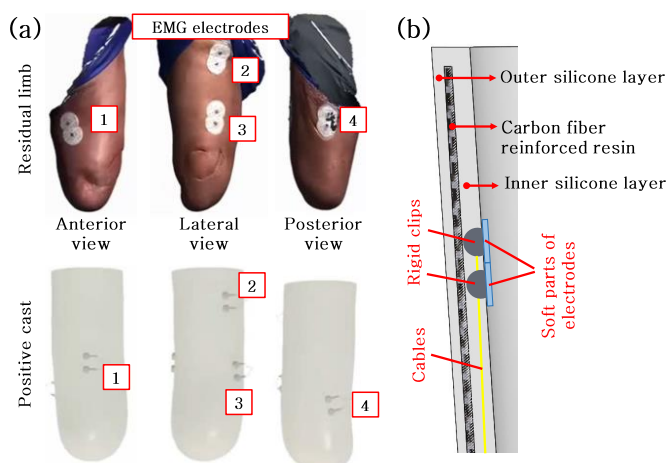 (a)
EMG electrodes
Residual limb
1
2
3
4
Anterior
view
Lateral
view
Posterior
view
Positive cast
1
2
3
4
(b)
Outer silicone layer
Carbon fiber
reinforced resin
Inner silicone layer
Rigid clips
Soft parts of
electrodes
Cables